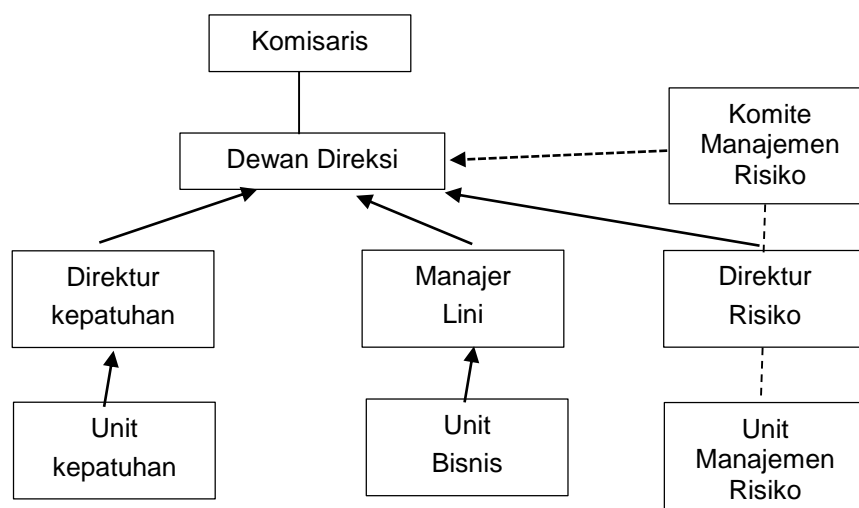 Komisaris
Komite
Manajemen
Risiko
Dewan Direksi
Direktur
kepatuhan
Manajer
Lini
Direktur
Risiko
Unit
kepatuhan
Unit
Bisnis
Unit
Manajemen
Risiko